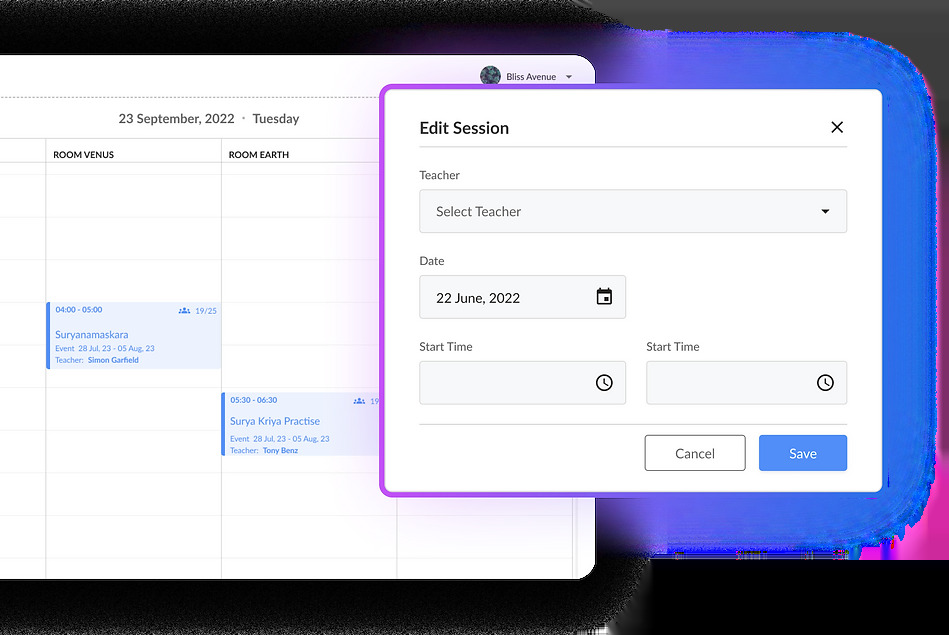 Bliss Avenue
23 September, 2022 · Tuesday
ROOM VENUS
ROOM EARTH
04:00 - 05:00 19/25
Suryanamaskara
Event 28 Jul, 23 - 05 Aug, 23
Teacher: Simon Garfield
05:30 - 06:30 19
Surya Kriya Practise
Event 28 Jul, 23 - 05 Aug, 23
Teacher: Tony Benz
Edit Session
Teacher
Select Teacher
Date
22 June, 2022
Start Time Start Time
Cancel Save